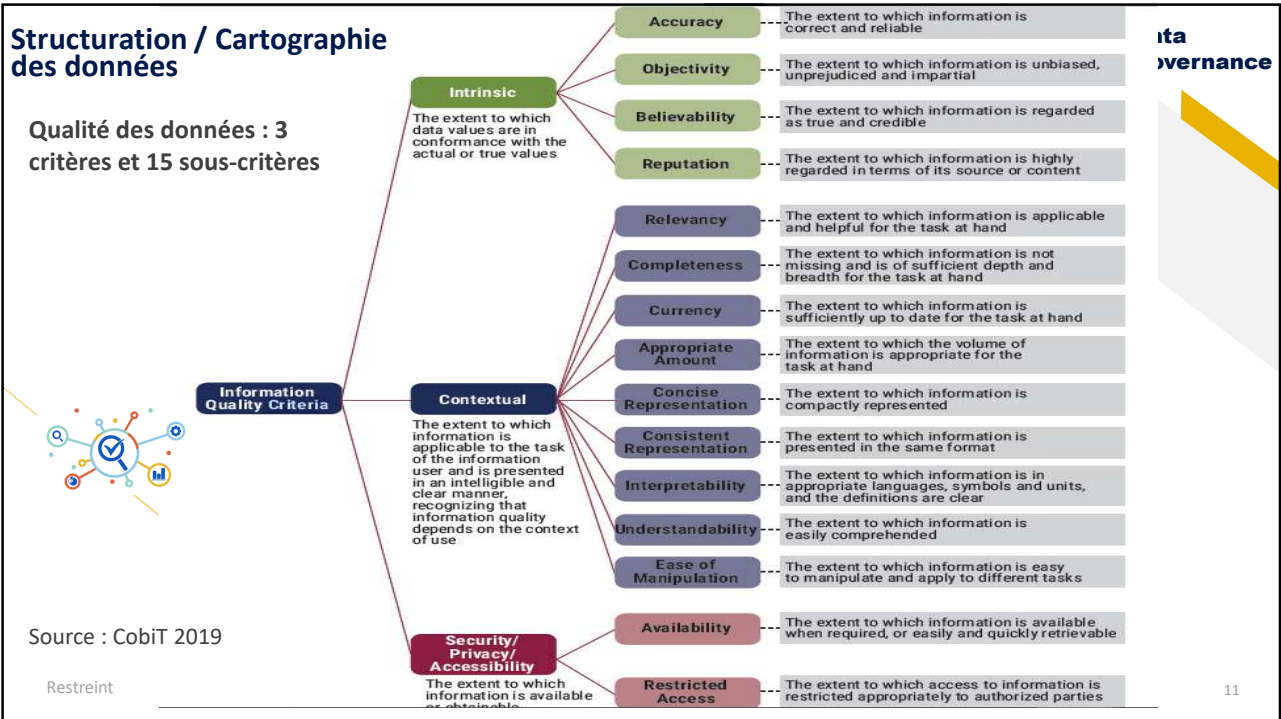 Structuration / Cartographie
des données
ata
overnance
Qualité des données : 3
critères et 15 sous-critères
Information
Quality Criteria
Intrinsic
The extent to which
data values are in
conformance with the
actual or true values
Accuracy
The extent to which information is
correct and reliable
Objectivity
The extent to which information is unbiased,
unprejudiced and impartial
Believability
The extent to which information is regarded
as true and credible
Reputation
The extent to which information is highly
regarded in terms of its source or content
Contextual
The extent to which
information is
applicable to the task
of the information
user and is presented
in an intelligible and
clear manner,
recognizing that
information quality
depends on the context
of use
Relevancy
The extent to which information is applicable
and helpful for the task at hand
Completeness
The extent to which information is not
missing and is of sufficient depth and
breadth for the task at hand
Currency
The extent to which information is
sufficiently up to date for the task at hand
Appropriate
Amount
The extent to which the volume of
information is appropriate for the
task at hand
Concise
Representation
The extent to which information is
compactly represented
Consistent
Representation
The extent to which information is
presented in the same format
Interpretability
The extent to which information is in
appropriate languages, symbols and units,
and the definitions are clear
Understandability
The extent to which information is
easily comprehended
Ease of
Manipulation
The extent to which information is easy
to manipulate and apply to different tasks
Security/
Privacy/
Accessibility
The extent to which
information is available
or obtainable
Availability
The extent to which information is available
when required, or easily and quickly retrievable
Restricted
Access
The extent to which access to information is
restricted appropriately to authorized parties
Source : CobiT 2019
Restreint
11